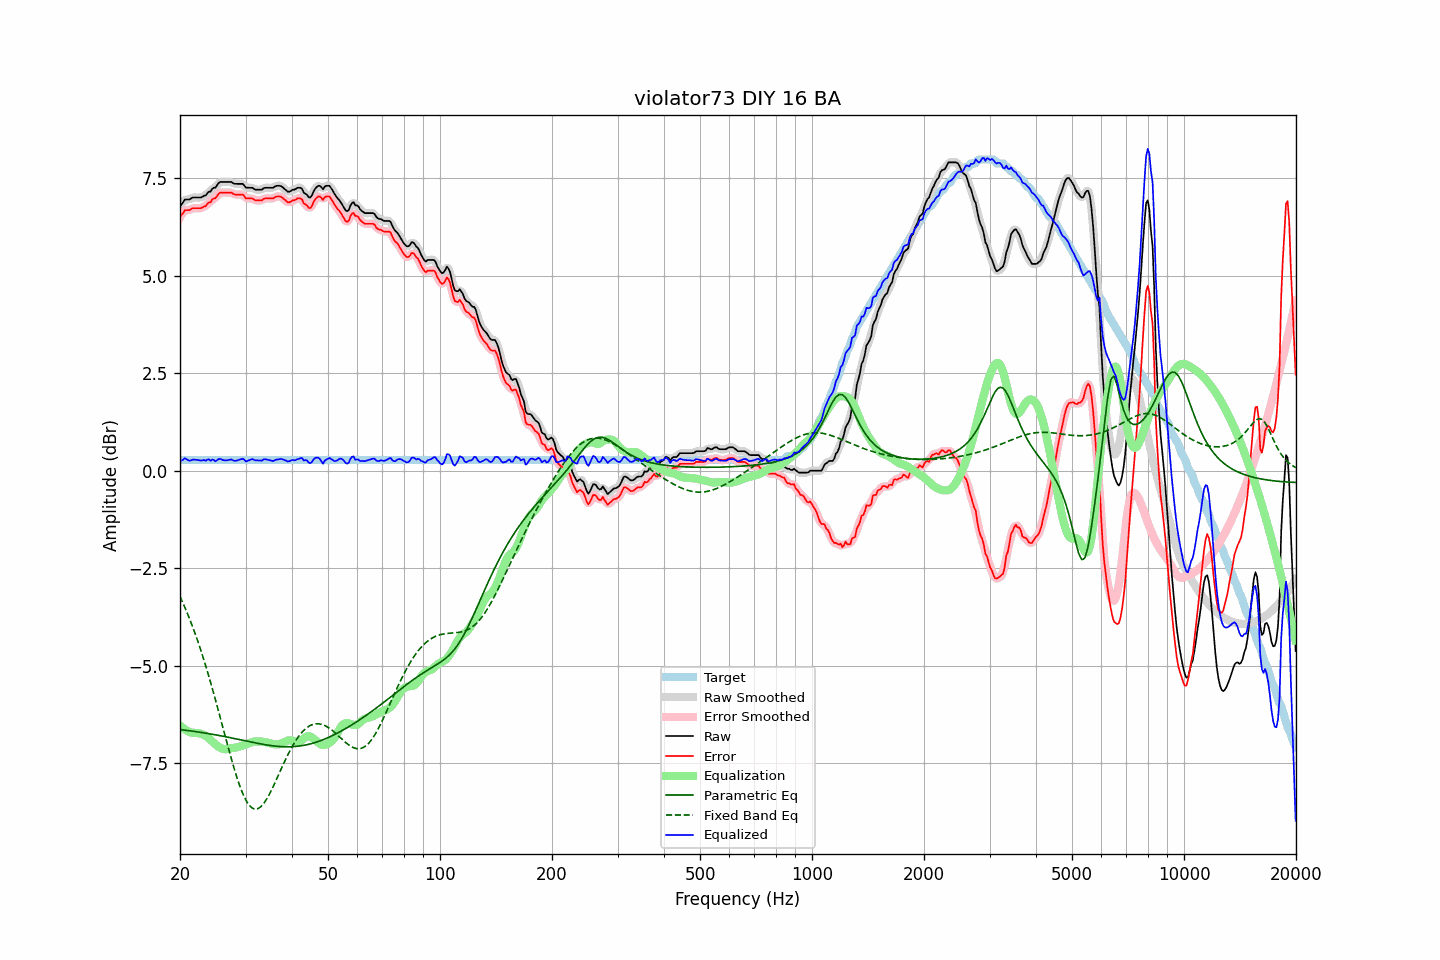 violator73 DIY 16 BA
Amplitude (dBr)
7.5
5.0
2.5
0.0
−2.5
−5.0
−7.5
Target
Raw Smoothed
Error Smoothed
Raw
Error
Equalization
Parametric Eq
Fixed Band Eq
Equalized
20 50 100 200 500 1000 2000 5000 10000 20000
Frequency (Hz)